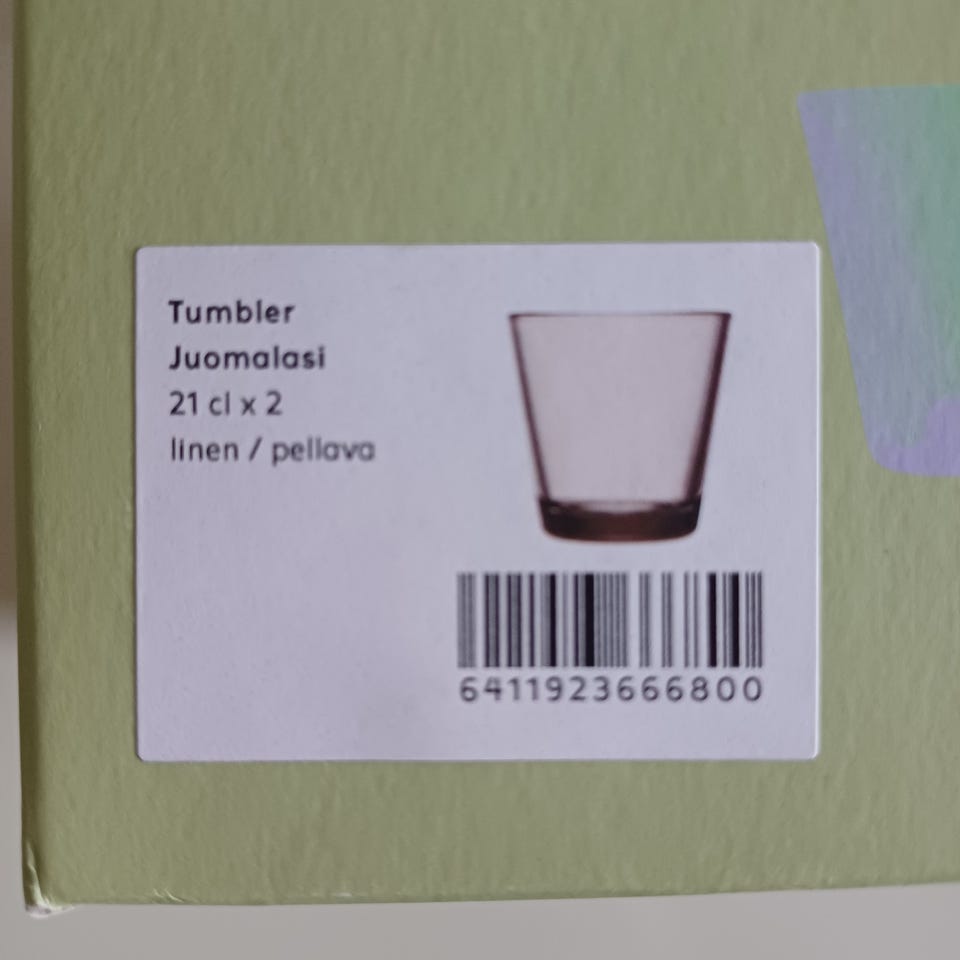 Tumbler
Juomalasi
21 cl x 2
linen / pellava
6411923666800